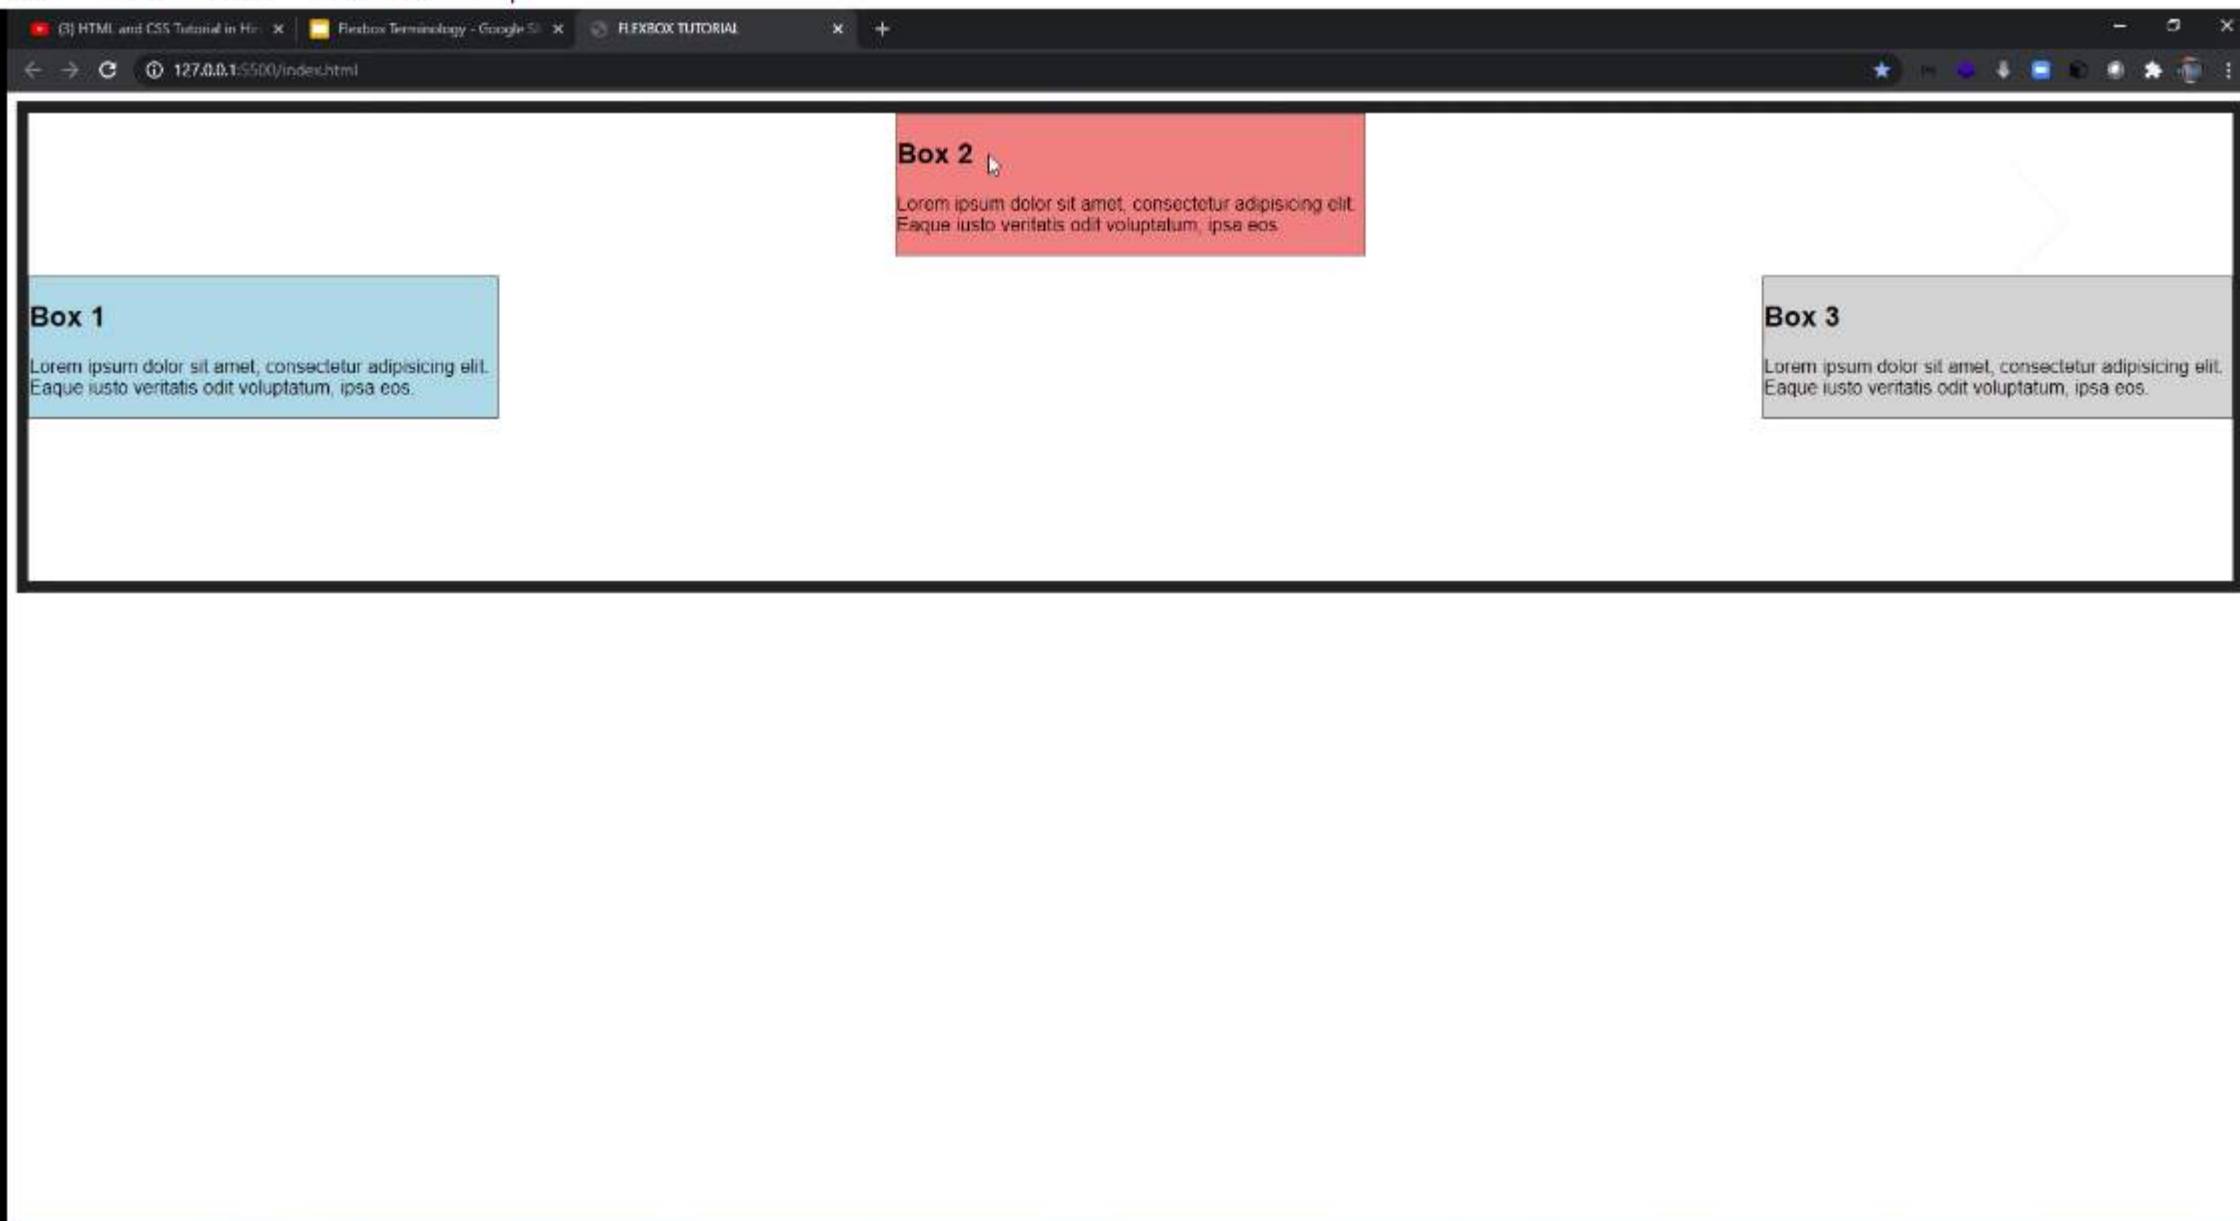 (3) HTML and CSS Tutorial in Hin
Flexbox Terminology - Google Sl
FLEXBOX TUTORIAL
127.0.0.1:5500/index.html
Box 2
Lorem ipsum dolor sit amet, consectetur adipisicing elit.
Eaque iusto veritatis odit voluptatum, ipsa eos.
Box 1
Lorem ipsum dolor sit amet, consectetur adipisicing elit.
Eaque iusto veritatis odit voluptatum, ipsa eos.
Box 3
Lorem ipsum dolor sit amet, consectetur adipisicing elit.
Eaque iusto veritatis odit voluptatum, ipsa eos.